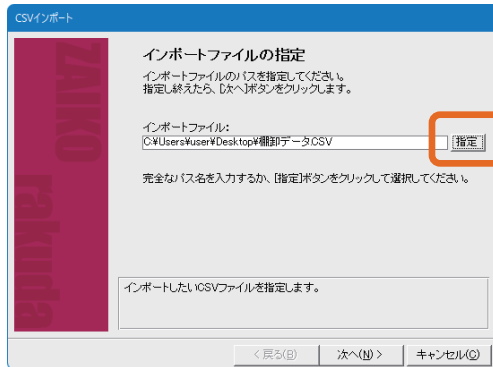 CSVインポート
ZAIKO rakuda
インポートファイルの指定
インポートファイルのパスを指定してください。
指定し終えたら、[次へ]ボタンをクリックします。
インポートファイル:
C:¥Users¥user¥Desktop¥棚卸データ.CSV
指定
完全なパス名を入力するか、[指定]ボタンをクリックして選択してください。
インポートしたいCSVファイルを指定します。
< 戻る(B)
次へ(N) >
キャンセル(C)